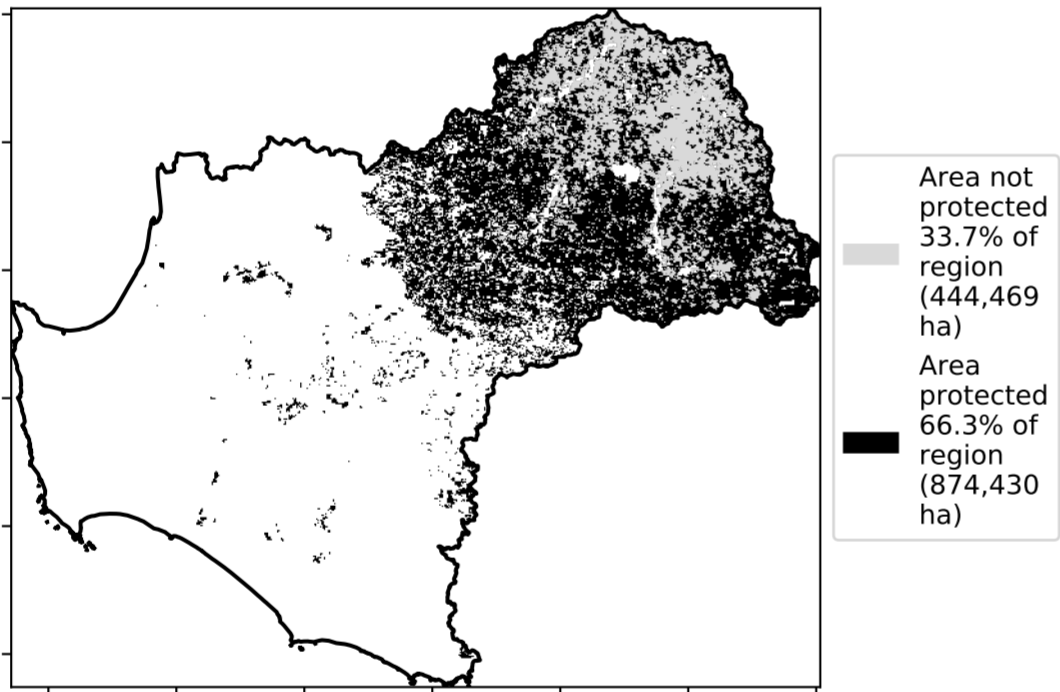 Area not
protected
33.7% of
region
(444,469
ha)
Area
protected
66.3% of
region
(874,430
ha)